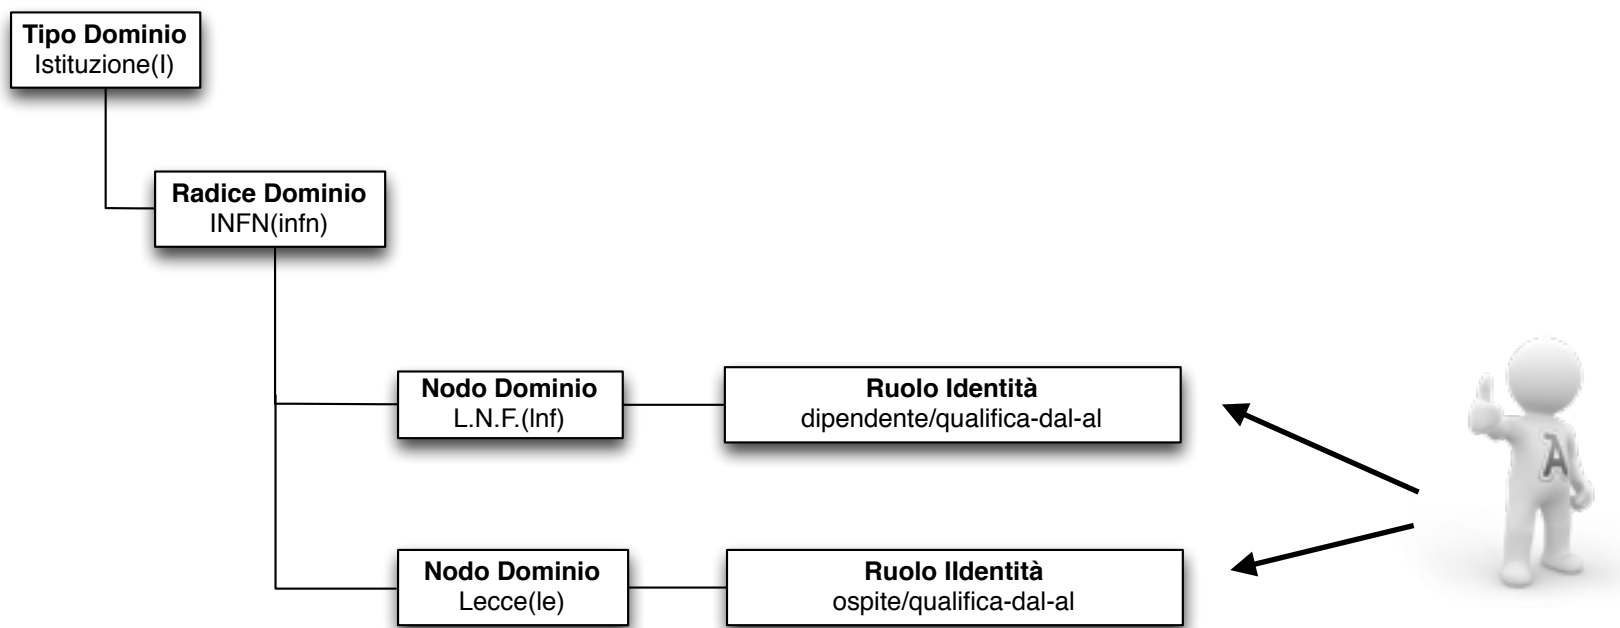 Tipo Dominio
Istituzione(I)
Radice Dominio
INFN(infn)
Nodo Dominio
L.N.F.(lnf)
Ruolo Identità
dipendente/qualifica-dal-al
A
Nodo Dominio
Lecce(le)
Ruolo IIdentità
ospite/qualifica-dal-al